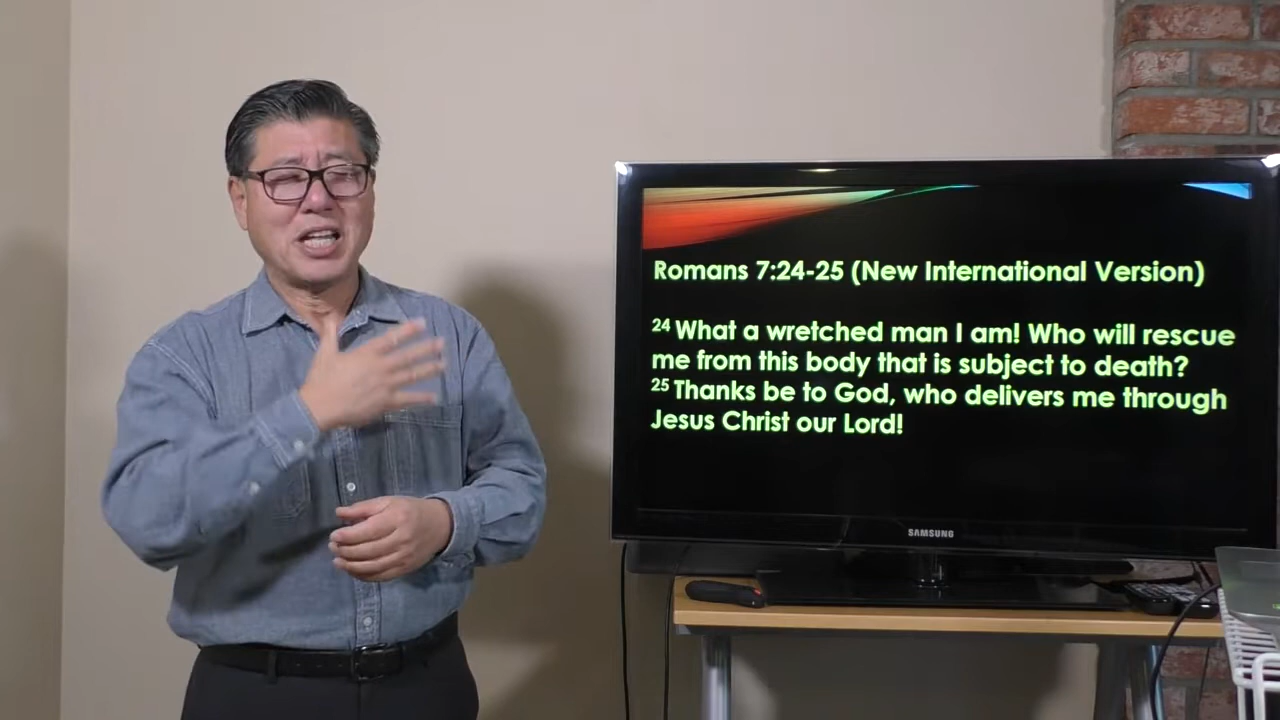 Romans 7:24-25 (New International Version)
24 What a wretched man I am! Who will rescue
me from this body that is subject to death?
25 Thanks be to God, who delivers me through
Jesus Christ our Lord!
SAMSUNG